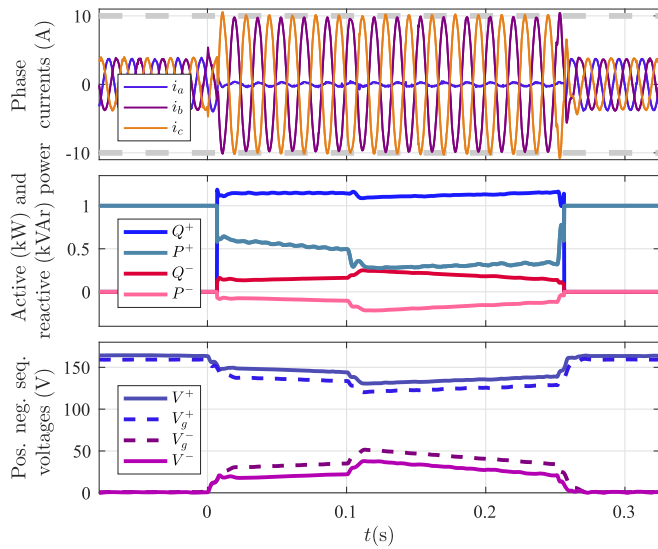 Phase
currents (A)
10
0
-10
i_a
i_b
i_c
Active (kW) and
reactive (kVAr) power
1
0.5
0
Q^+
P^+
Q^-
P^-
Pos. neg. seq.
voltages (V)
150
100
50
0
V^+
V_g^+
V_g^-
V^-
0 0.1 0.2 0.3
t(s)